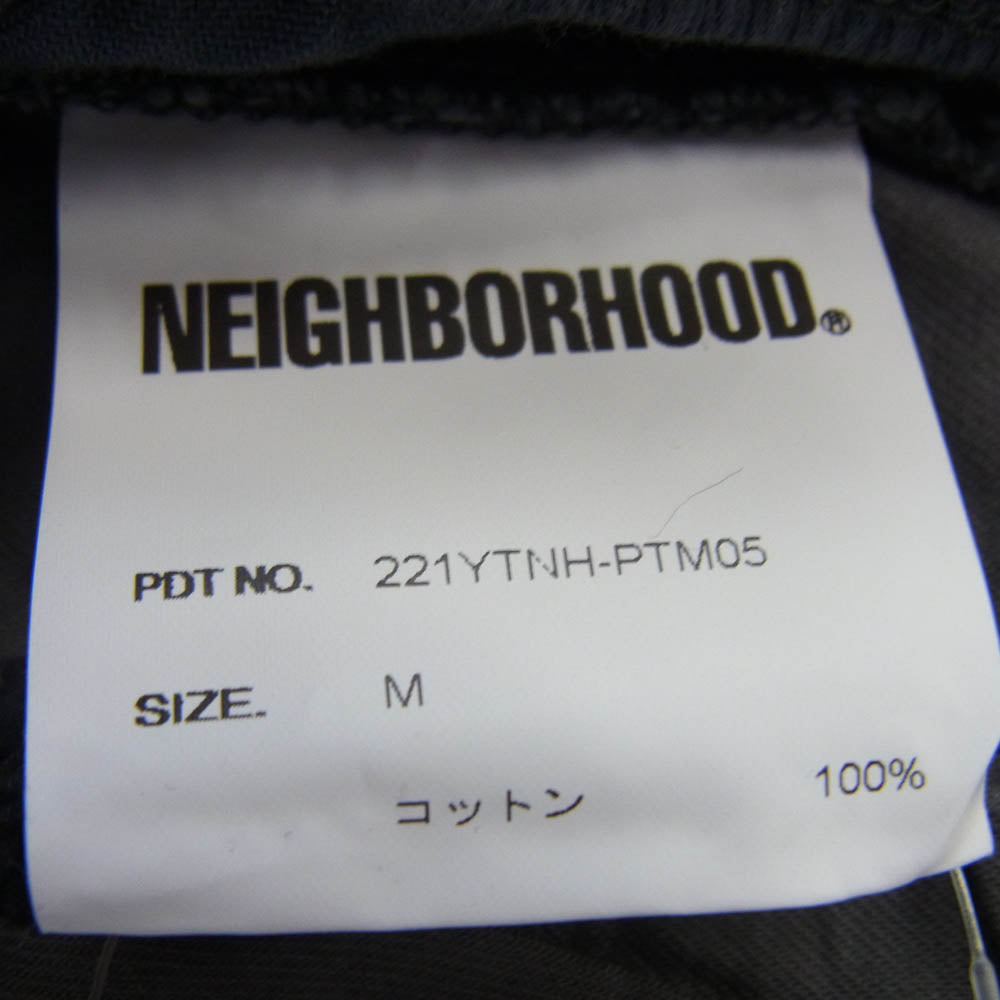 NEIGHBORHOOD.®
PDT NO. 221YTNH-PTM05
SIZE. M
コットン 100%